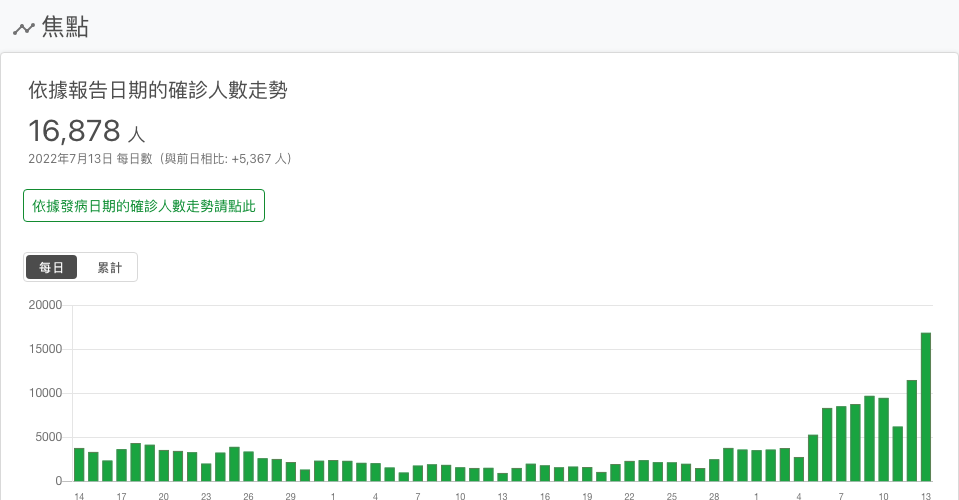 焦點
依據報告日期的確診人數走勢
16,878 人
2022年7月13日 每日數（與前日相比: +5,367 人）
依據發病日期的確診人數走勢請點此
每日 累計
20000
15000
10000
5000
0
14 17 20 23 26 29 1 4 7 10 13 16 19 22 25 28 1 4 7 10 13